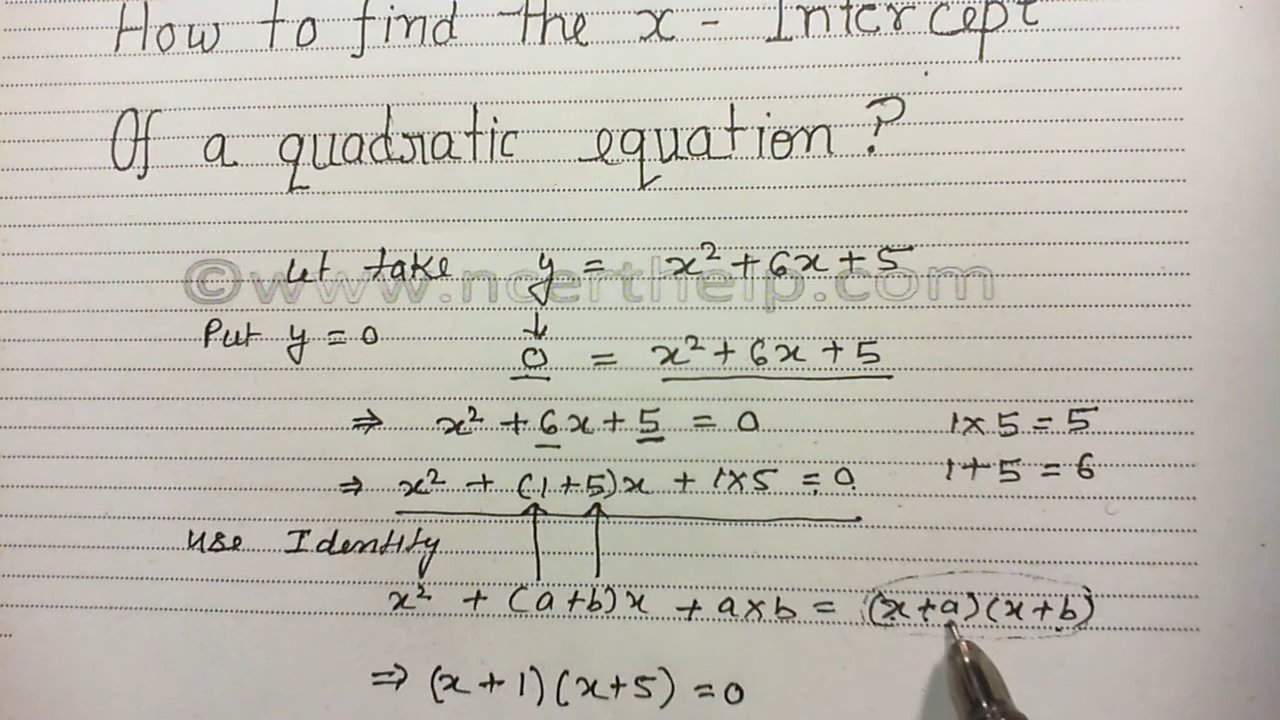 How to find the x - Intercept
Of a quadratic equation?
©www.ncerthelp.com
Let take y = x² + 6x + 5
Put y = 0
0 = x² + 6x + 5
⇒ x² + 6x + 5 = 0
1 × 5 = 5
⇒ x² + (1 + 5)x + 1×5 = 0
1 + 5 = 6
Use Identity
x² + (a+b)x + a×b = (x+a)(x+b)
⇒ (x + 1)(x+5) = 0